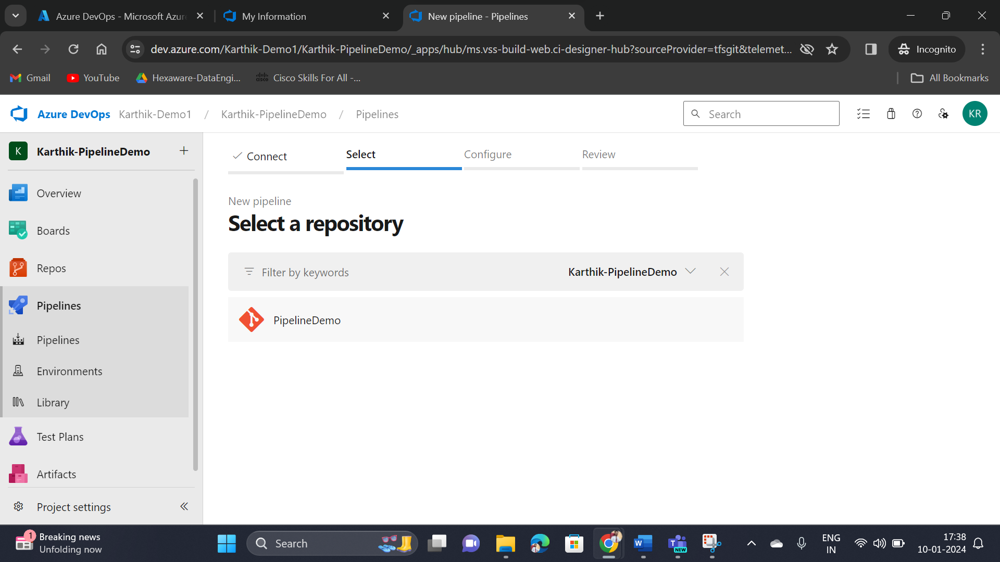 Azure DevOps - Microsoft Azure
My Information
New pipeline - Pipelines
dev.azure.com/Karthik-Demo1/Karthik-PipelineDemo/_apps/hub/ms.vss-build-web.ci-designer-hub?sourceProvider=tfsgit&telemet...
Incognito
Gmail
YouTube
Hexaware-DataEngi...
cisco
Cisco Skills For All -...
All Bookmarks
Azure DevOps
Karthik-Demo1 / Karthik-PipelineDemo / Pipelines
Search
KR
K
Karthik-PipelineDemo
Overview
Boards
Repos
Pipelines
Pipelines
Environments
Library
Test Plans
Artifacts
Project settings
Connect
Select
Configure
Review
New pipeline
Select a repository
Filter by keywords
Karthik-PipelineDemo
PipelineDemo
1
Breaking news
Unfolding now
Search
W
T
NEW
ENG
IN
17:38
10-01-2024